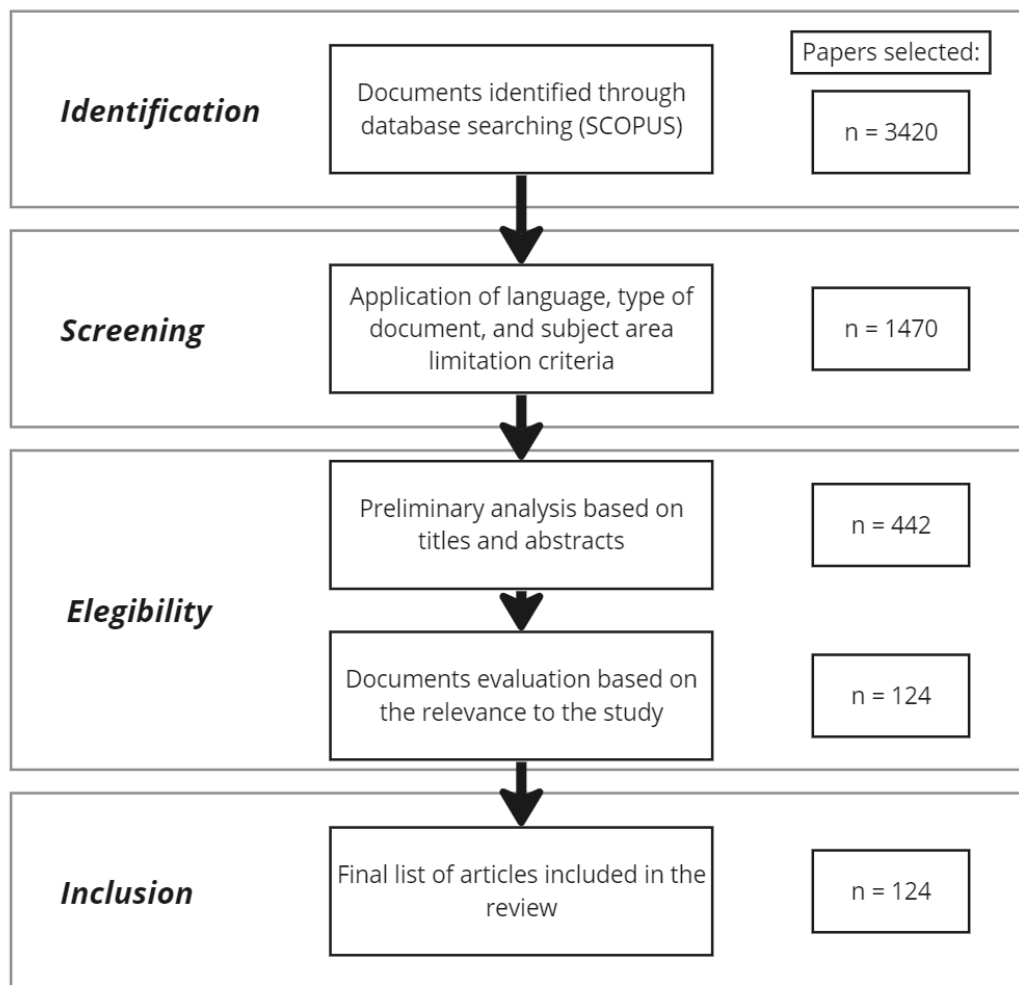 Papers selected:
Identification
Documents identified through
database searching (SCOPUS)
n = 3420
Screening
Application of language, type of
document, and subject area
limitation criteria
n = 1470
Elegibility
Preliminary analysis based on
titles and abstracts
n = 442
Documents evaluation based on
the relevance to the study
n = 124
Inclusion
Final list of articles included in the
review
n = 124